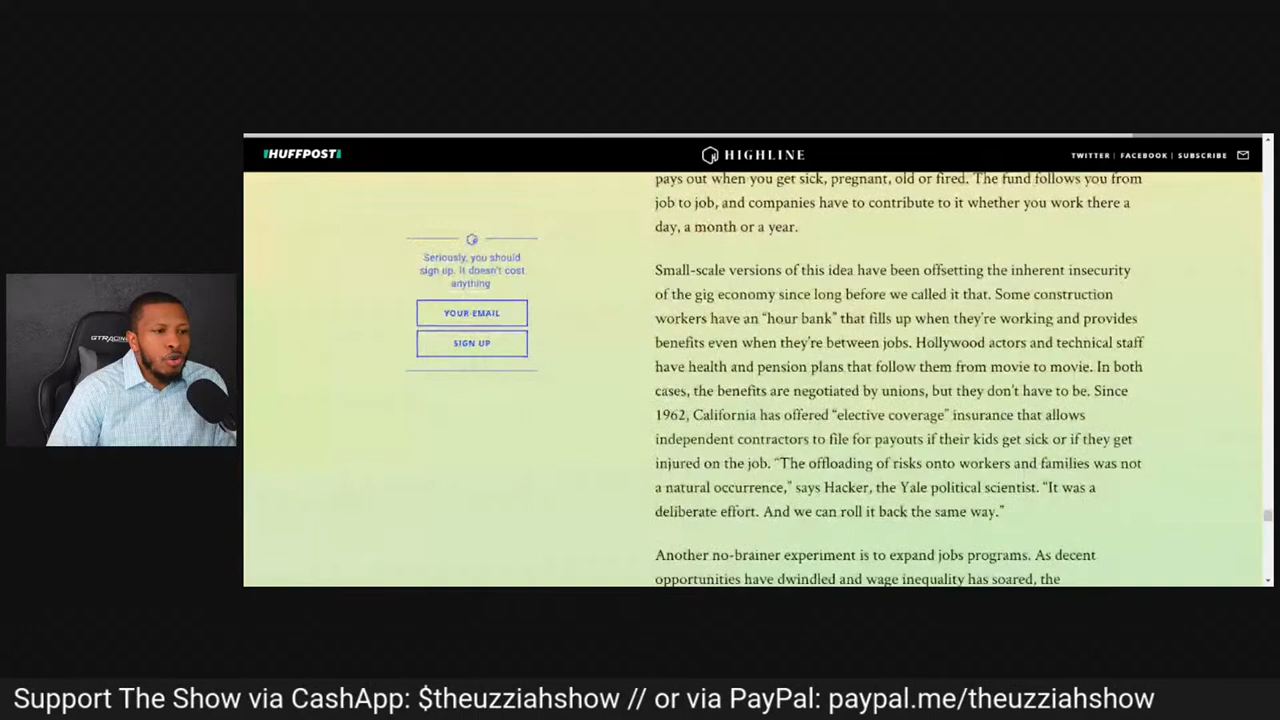 HUFFPOST
HIGHLINE
TWITTER | FACEBOOK | SUBSCRIBE
pays out when you get sick, pregnant, old or fired. The fund follows you from
job to job, and companies have to contribute to it whether you work there a
day, a month or a year.
Seriously, you should
sign up. It doesn't cost
anything
YOUR EMAIL
SIGN UP
Small-scale versions of this idea have been offsetting the inherent insecurity
of the gig economy since long before we called it that. Some construction
workers have an “hour bank” that fills up when they’re working and provides
benefits even when they’re between jobs. Hollywood actors and technical staff
have health and pension plans that follow them from movie to movie. In both
cases, the benefits are negotiated by unions, but they don’t have to be. Since
1962, California has offered “elective coverage” insurance that allows
independent contractors to file for payouts if their kids get sick or if they get
injured on the job. “The offloading of risks onto workers and families was not
a natural occurrence,” says Hacker, the Yale political scientist. “It was a
deliberate effort. And we can roll it back the same way.”
Another no-brainer experiment is to expand jobs programs. As decent
opportunities have dwindled and wage inequality has soared, the
GTRACING
Support The Show via CashApp: $theuzziahshow // or via PayPal: paypal.me/theuzziahshow